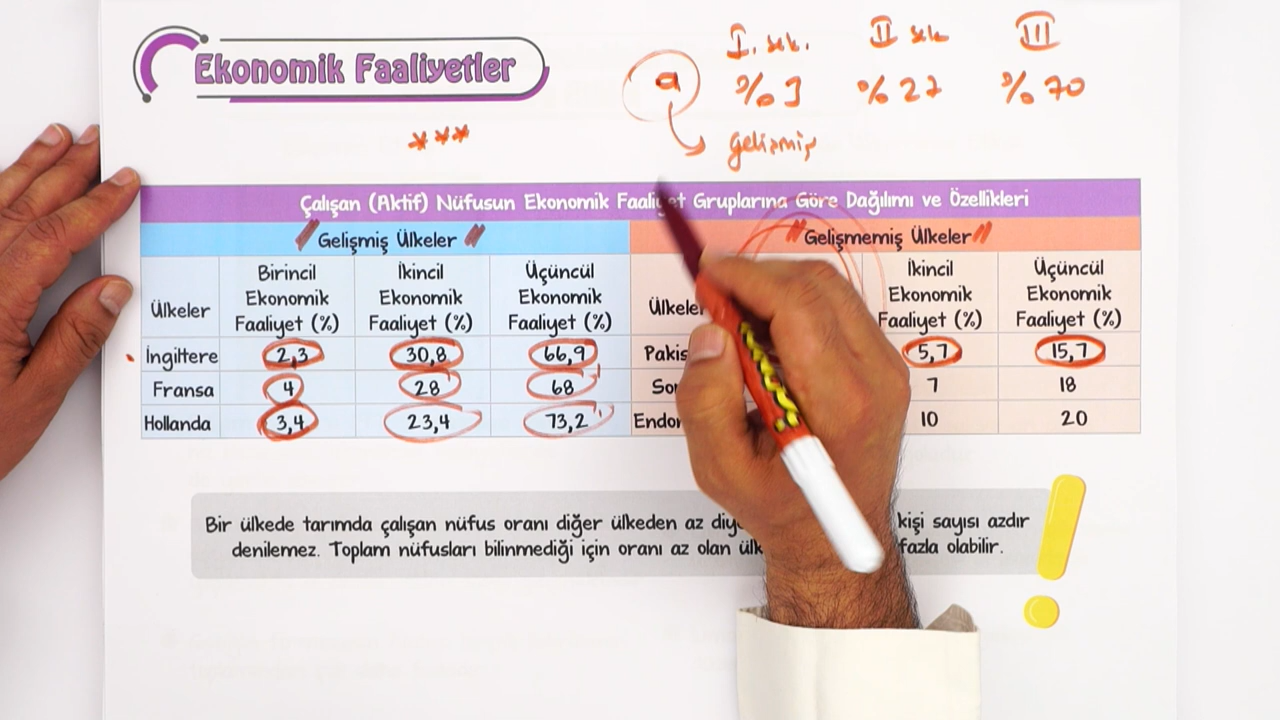 Ekonomik Faaliyetler
I. sek. II sek III
a %3 %27 %70
gelişmiş
Çalışan (Aktif) Nüfusun Ekonomik Faaliyet Gruplarına Göre Dağılımı ve Özellikleri
Gelişmiş Ülkeler Gelişmemiş Ülkeler
Ülkeler Birincil Ekonomik Faaliyet (%) İkincil Ekonomik Faaliyet (%) Üçüncül Ekonomik Faaliyet (%) Ülkeler İkincil Ekonomik Faaliyet (%) Üçüncül Ekonomik Faaliyet (%)
İngiltere 2,3 30,8 66,9 5,7 15,7
Fransa 4 28 68 7 18
Hollanda 3,4 23,4 73,2 10 20
Bir ülkede tarımda çalışan nüfus oranı diğer ülkeden az kişi sayısı azdır
denilemez. Toplam nüfusları bilinmediği için oranı az olan fazla olabilir.